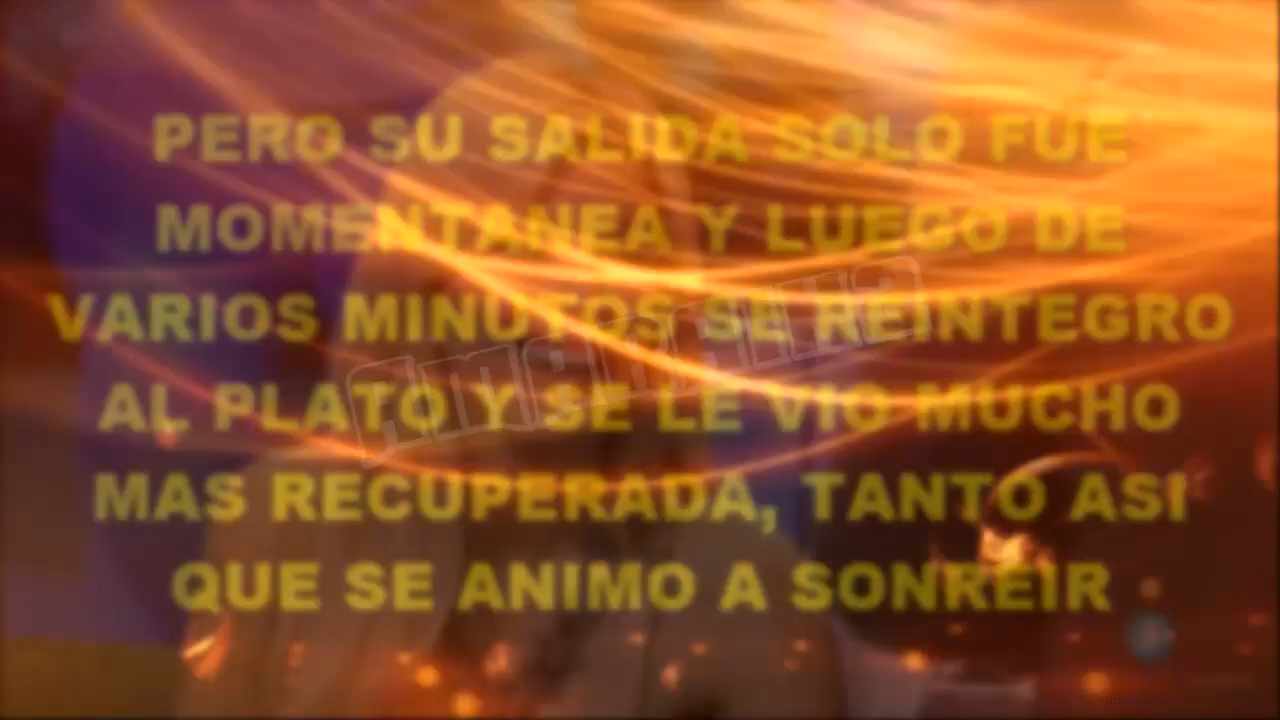 PERO SU SALIDA SOLO FUE
MOMENTANEA Y LUEGO DE
VARIOS MINUTOS SE REINTEGRO
AL PLATO Y SE LE VIO MUCHO
MAS RECUPERADA, TANTO ASI
QUE SE ANIMO A SONREIR